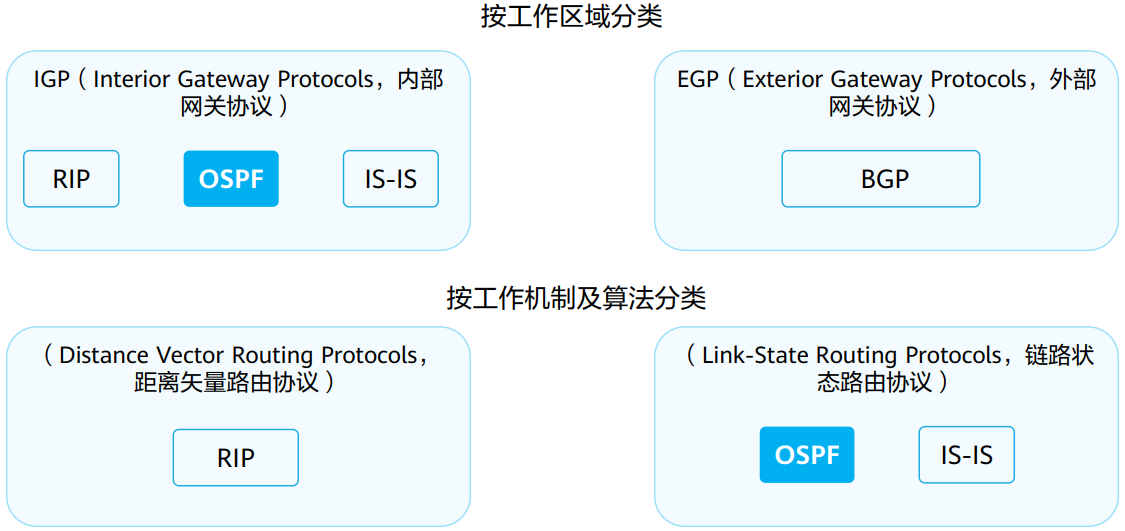 按工作区域分类
IGP（Interior Gateway Protocols，内部
网关协议）
RIP
OSPF
IS-IS
EGP（Exterior Gateway Protocols，外部
网关协议）
BGP
按工作机制及算法分类
（Distance Vector Routing Protocols，
距离矢量路由协议）
RIP
（Link-State Routing Protocols，链路状
态路由协议）
OSPF
IS-IS